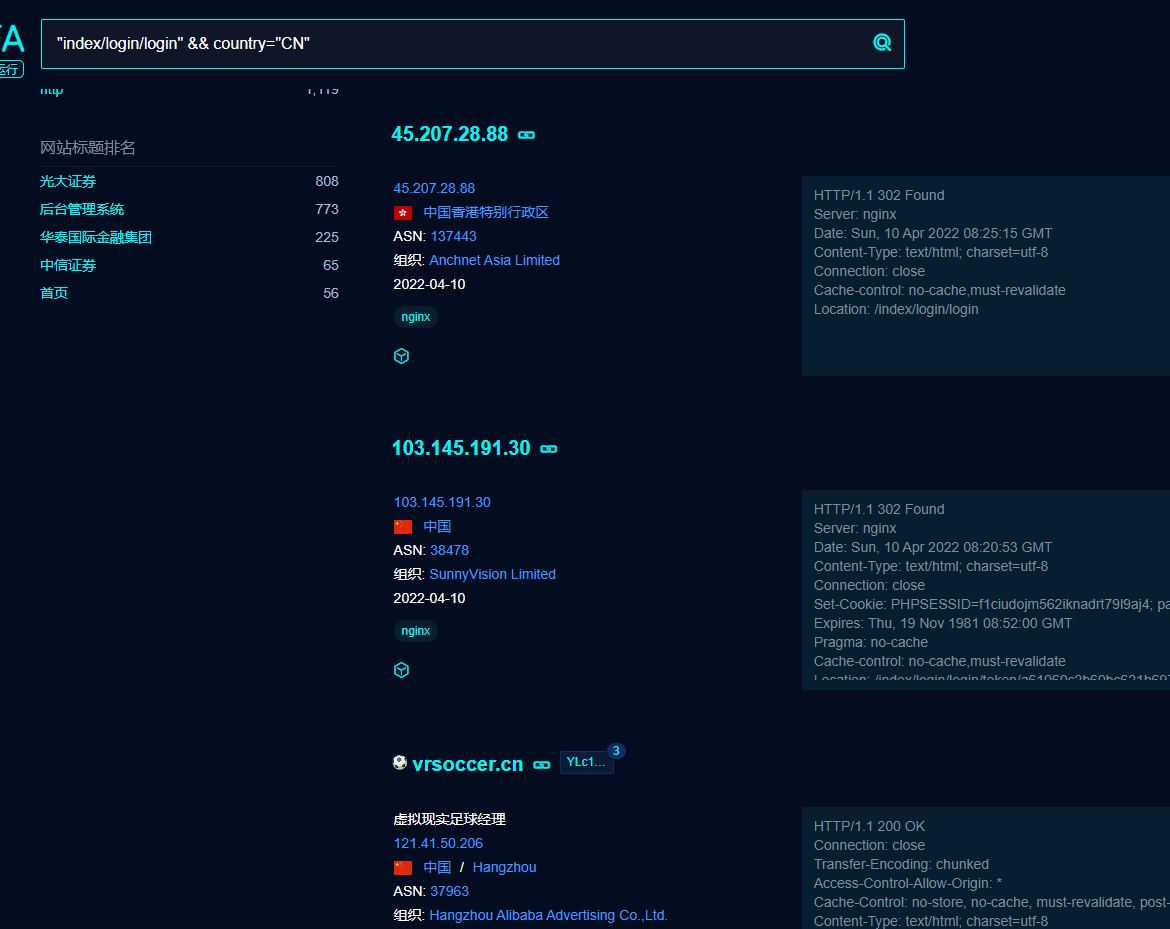 "index/login/login" && country="CN"
http 1,119
网站标题排名
光大证券 808
后台管理系统 773
华泰国际金融集团 225
中信证券 65
首页 56
45.207.28.88
45.207.28.88
中国香港特别行政区
ASN: 137443
组织: Anchnet Asia Limited
2022-04-10
nginx
HTTP/1.1 302 Found
Server: nginx
Date: Sun, 10 Apr 2022 08:25:15 GMT
Content-Type: text/html; charset=utf-8
Connection: close
Cache-control: no-cache,must-revalidate
Location: /index/login/login
103.145.191.30
103.145.191.30
中国
ASN: 38478
组织: SunnyVision Limited
2022-04-10
nginx
HTTP/1.1 302 Found
Server: nginx
Date: Sun, 10 Apr 2022 08:20:53 GMT
Content-Type: text/html; charset=utf-8
Connection: close
Set-Cookie: PHPSESSID=f1ciudojm562iknadrt79l9aj4; pa
Expires: Thu, 19 Nov 1981 08:52:00 GMT
Pragma: no-cache
Cache-control: no-cache,must-revalidate
Location: /index/login/login/token/
vrsoccer.cn YLc1... 3
虚拟现实足球经理
121.41.50.206
中国 / Hangzhou
ASN: 37963
组织: Hangzhou Alibaba Advertising Co.,Ltd.
HTTP/1.1 200 OK
Connection: close
Transfer-Encoding: chunked
Access-Control-Allow-Origin: *
Cache-Control: no-store, no-cache, must-revalidate, post-
Content-Type: text/html; charset=utf-8